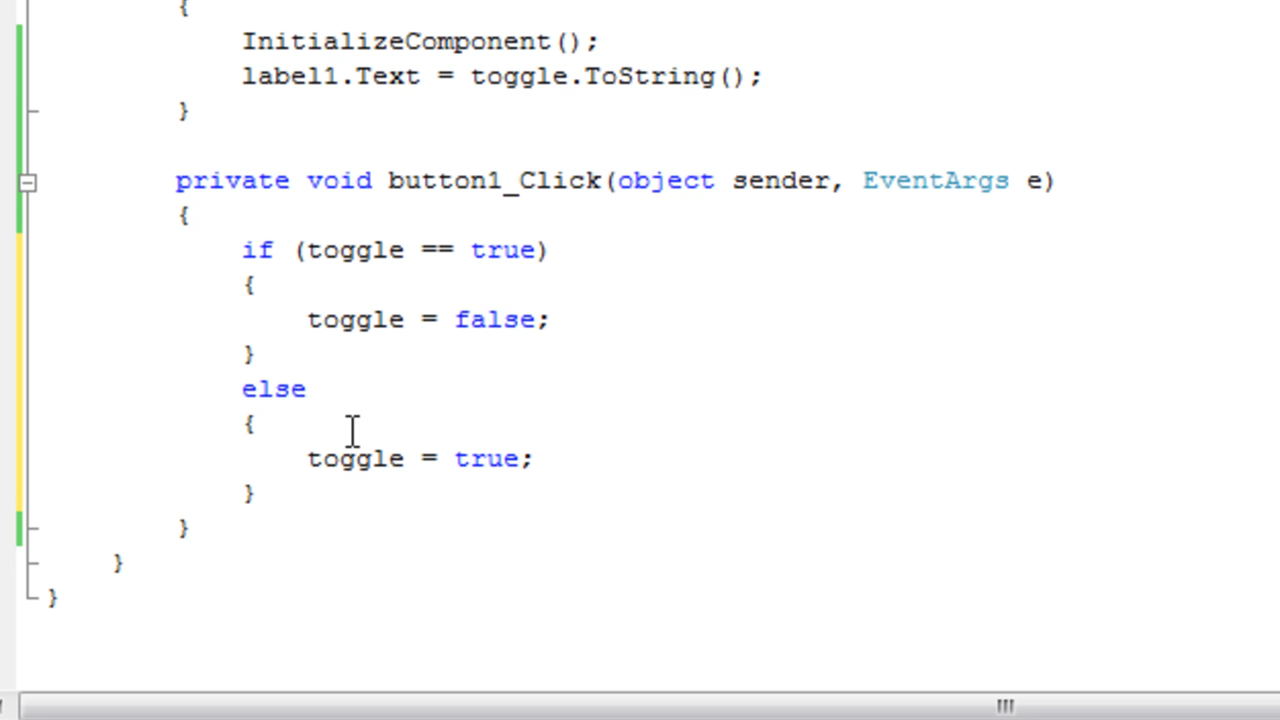 {
InitializeComponent();
label1.Text = toggle.ToString();
}
private void button1_Click(object sender, EventArgs e)
{
if (toggle == true)
{
toggle = false;
}
else
{
toggle = true;
}
}
}
}